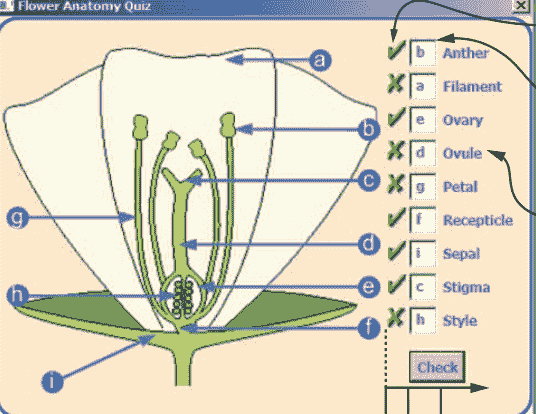 Flower Anatomy Quiz
a
b
c
d
e
f
g
h
i
b Anther
a Filament
e Ovary
d Ovule
g Petal
f Recepticle
i Sepal
c Stigma
h Style
Check